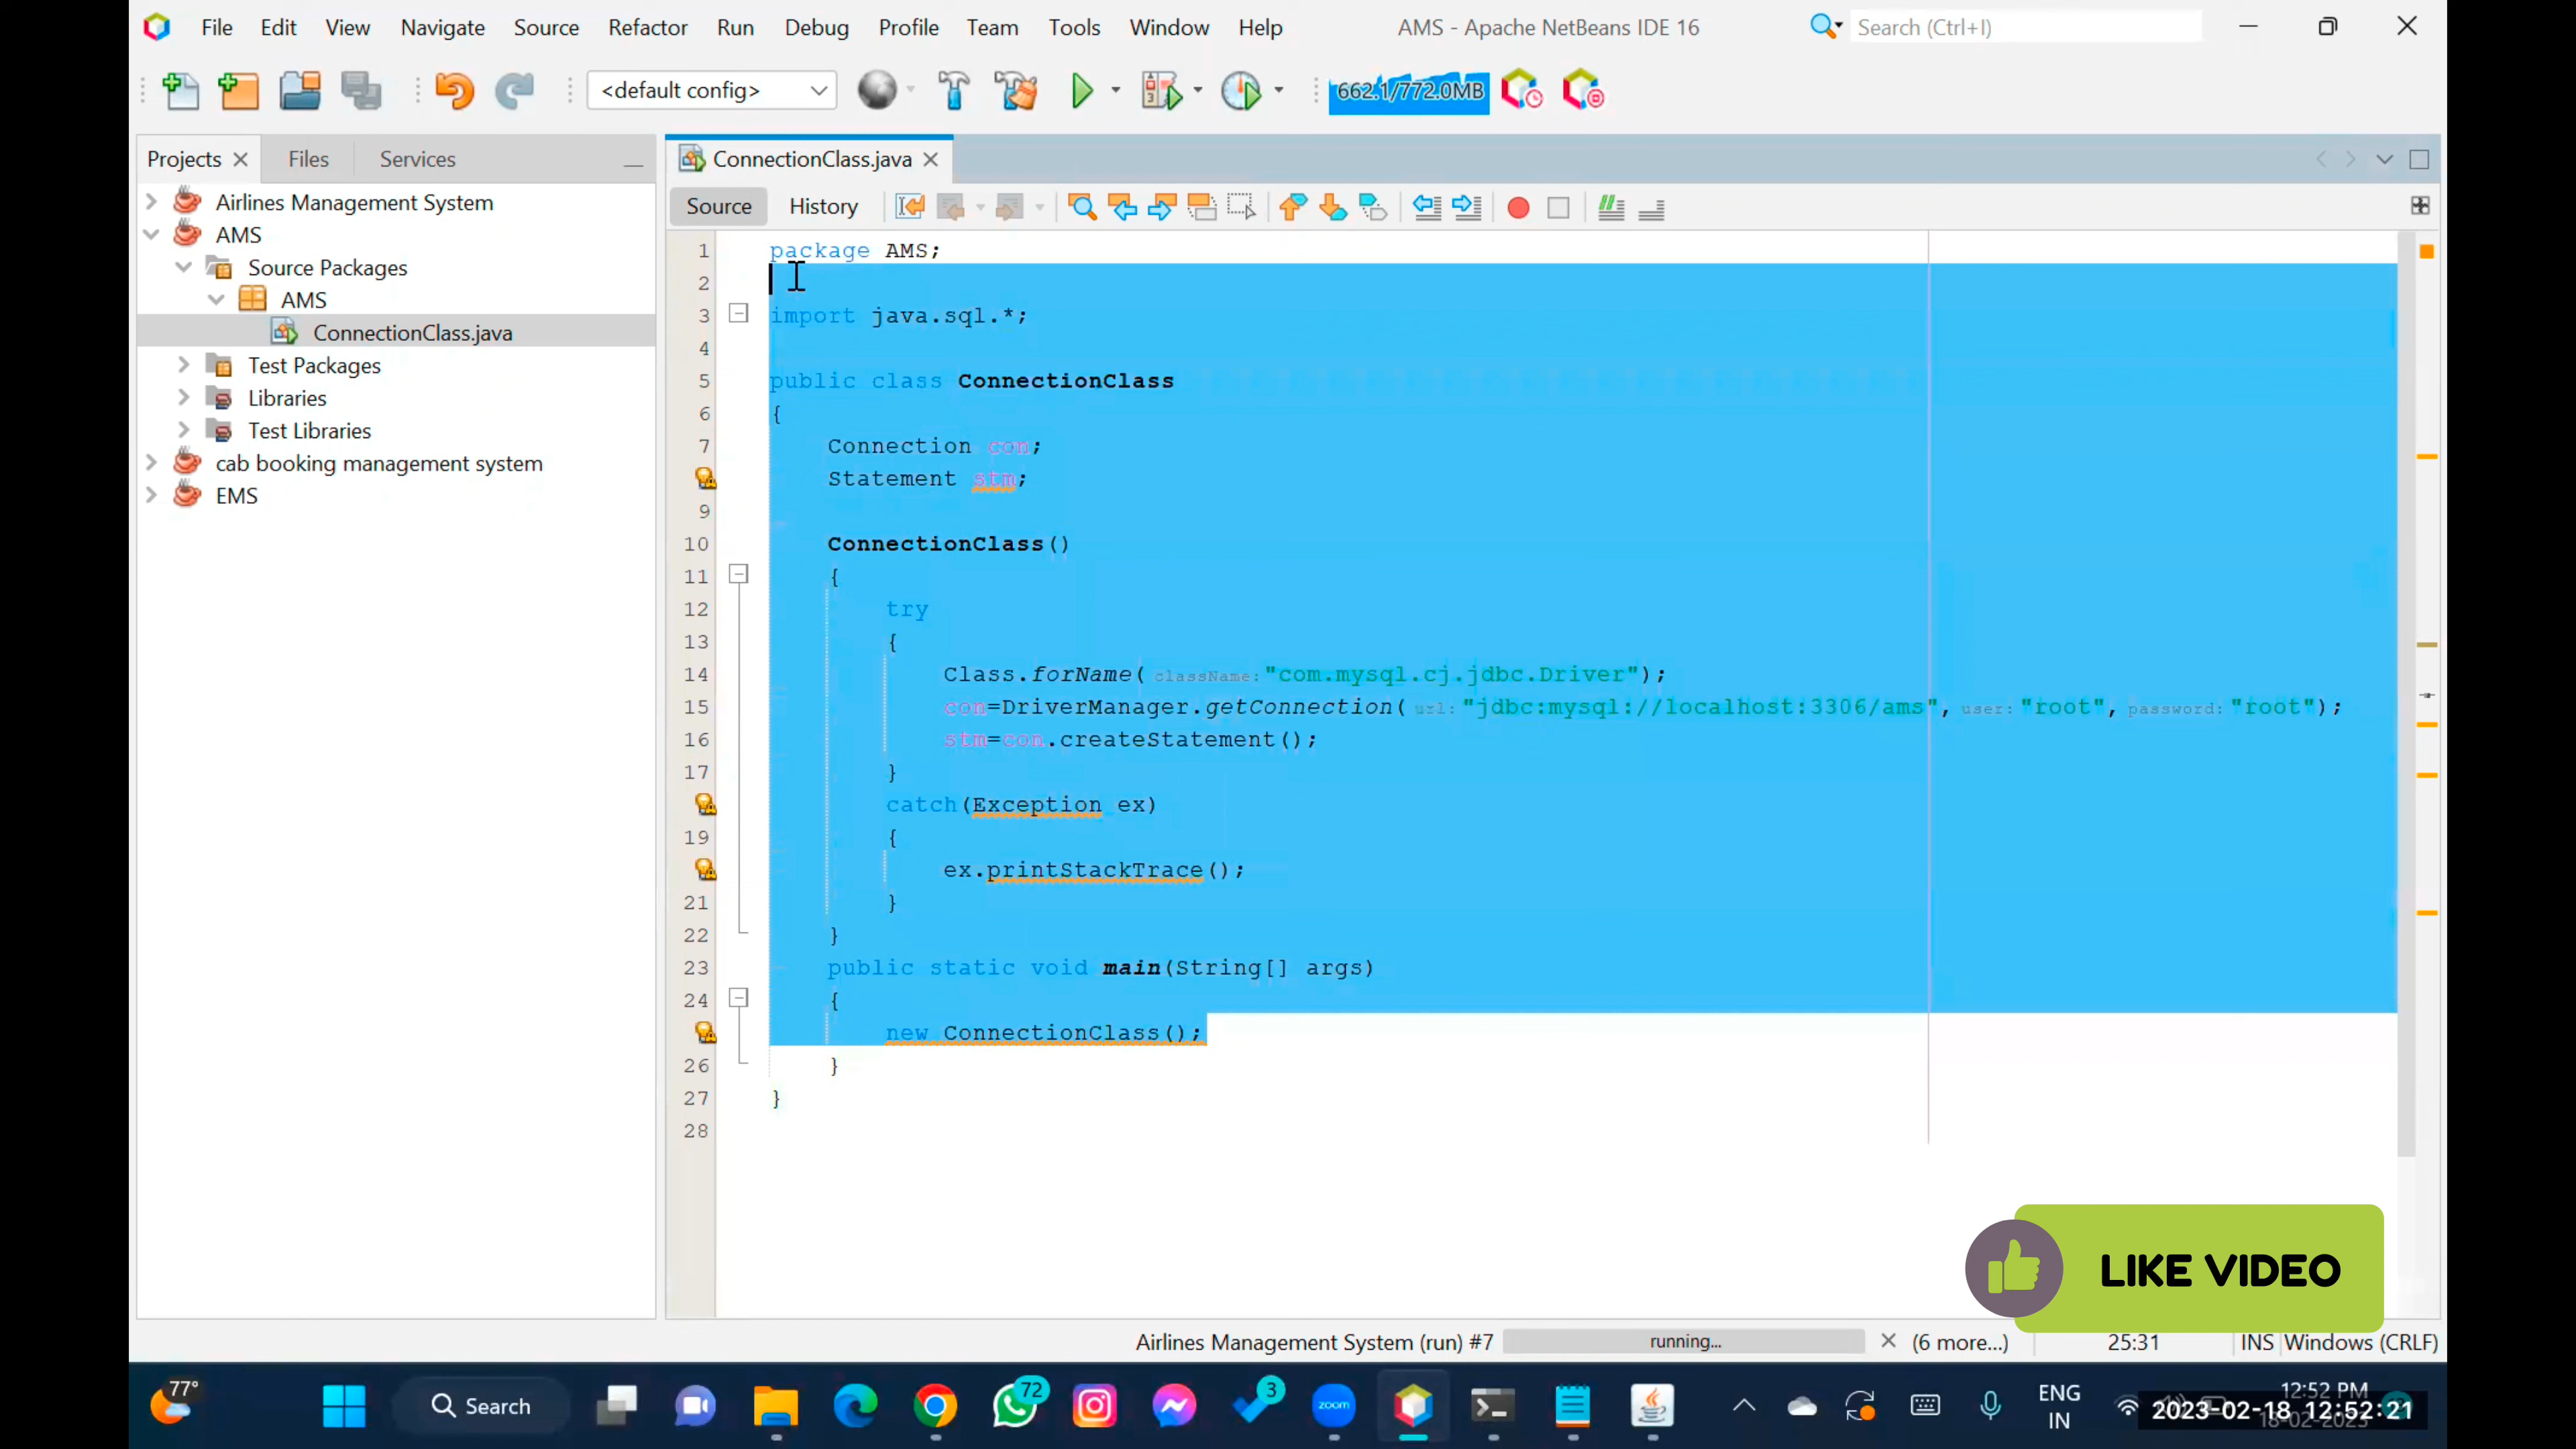 File Edit View Navigate Source Refactor Run Debug Profile Team Tools Window Help AMS - Apache NetBeans IDE 16 Search (Ctrl+I)
<default config> 662.1/772.0MB
Projects Files Services ConnectionClass.java
Source History
Airlines Management System
AMS
Source Packages
AMS
ConnectionClass.java
Test Packages
Libraries
Test Libraries
cab booking management system
EMS
1 package AMS;
2
3 import java.sql.*;
4
5 public class ConnectionClass
6 {
7 Connection con;
Statement stm;
9
10 ConnectionClass()
11 {
12 try
13 {
14 Class.forName( className: "com.mysql.cj.jdbc.Driver");
15 con=DriverManager.getConnection( url: "jdbc:mysql://localhost:3306/ams", user: "root", password: "root");
16 stm=con.createStatement();
17 }
catch(Exception ex)
19 {
ex.printStackTrace();
21 }
22 }
23 public static void main(String[] args)
24 {
new ConnectionClass();
26 }
27 }
28
LIKE VIDEO
Airlines Management System (run) #7 running... (6 more...) 25:31 INS Windows (CRLF)
77° Search 72 3 zoom ENG IN 12:52 PM
18-02-2023
2023-02-18 12:52:21